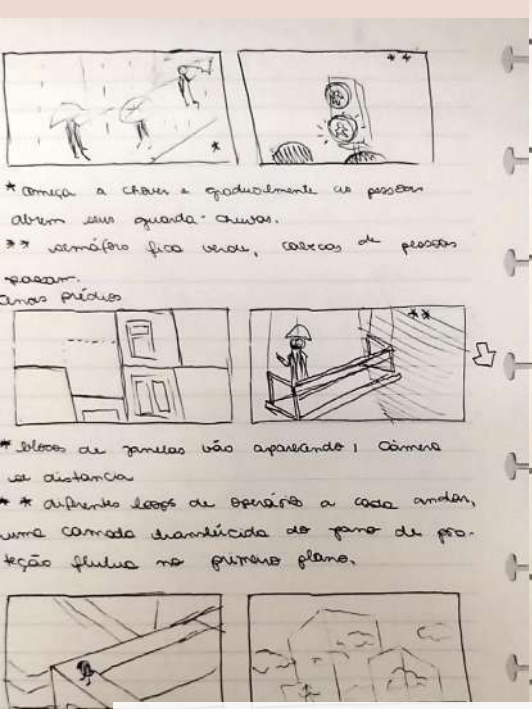 * começa a chover e gradualmente as pessoas
abrem seus guarda-chuvas.
** semáforo fica verde, cabeças de pessoas
passam.
Cenas prédios
* blocos de janelas vão aparecendo, câmera
se distancia
** diferentes loops de operário a cada andar,
uma camada translúcida do pano de pro-
teção flutua no primeiro plano.